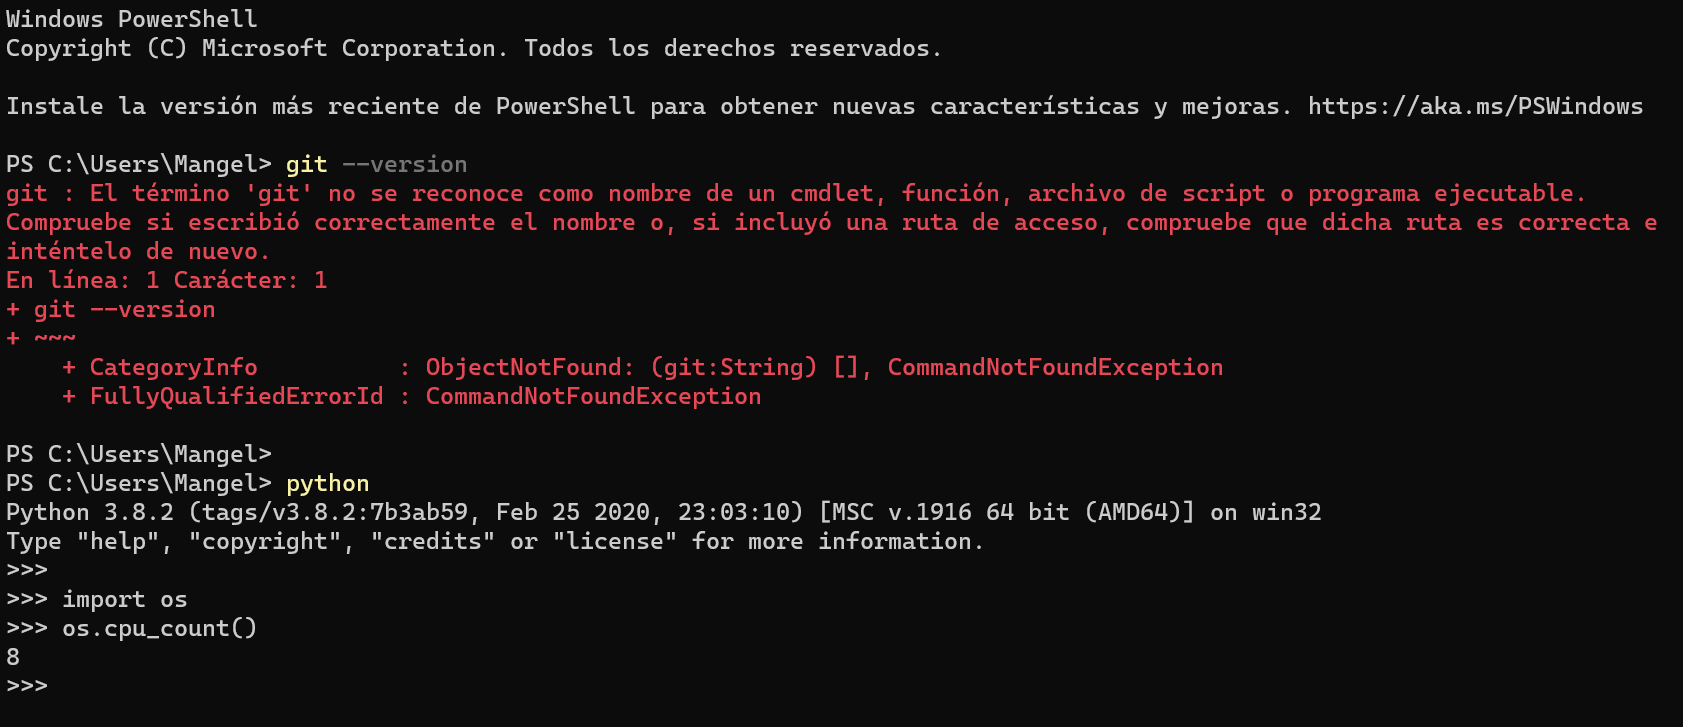 Windows PowerShell
Copyright (C) Microsoft Corporation. Todos los derechos reservados.
Instale la versión más reciente de PowerShell para obtener nuevas características y mejoras. https://aka.ms/PSWindows
PS C:\Users\Mangel> git --version
git : El término 'git' no se reconoce como nombre de un cmdlet, función, archivo de script o programa ejecutable.
Compruebe si escribió correctamente el nombre o, si incluyó una ruta de acceso, compruebe que dicha ruta es correcta e
inténtelo de nuevo.
En línea: 1 Carácter: 1
+ git --version
+ ~~~
    + CategoryInfo          : ObjectNotFound: (git:String) [], CommandNotFoundException
    + FullyQualifiedErrorId : CommandNotFoundException
PS C:\Users\Mangel>
PS C:\Users\Mangel> python
Python 3.8.2 (tags/v3.8.2:7b3ab59, Feb 25 2020, 23:03:10) [MSC v.1916 64 bit (AMD64)] on win32
Type "help", "copyright", "credits" or "license" for more information.
>>>
>>> import os
>>> os.cpu_count()
8
>>>